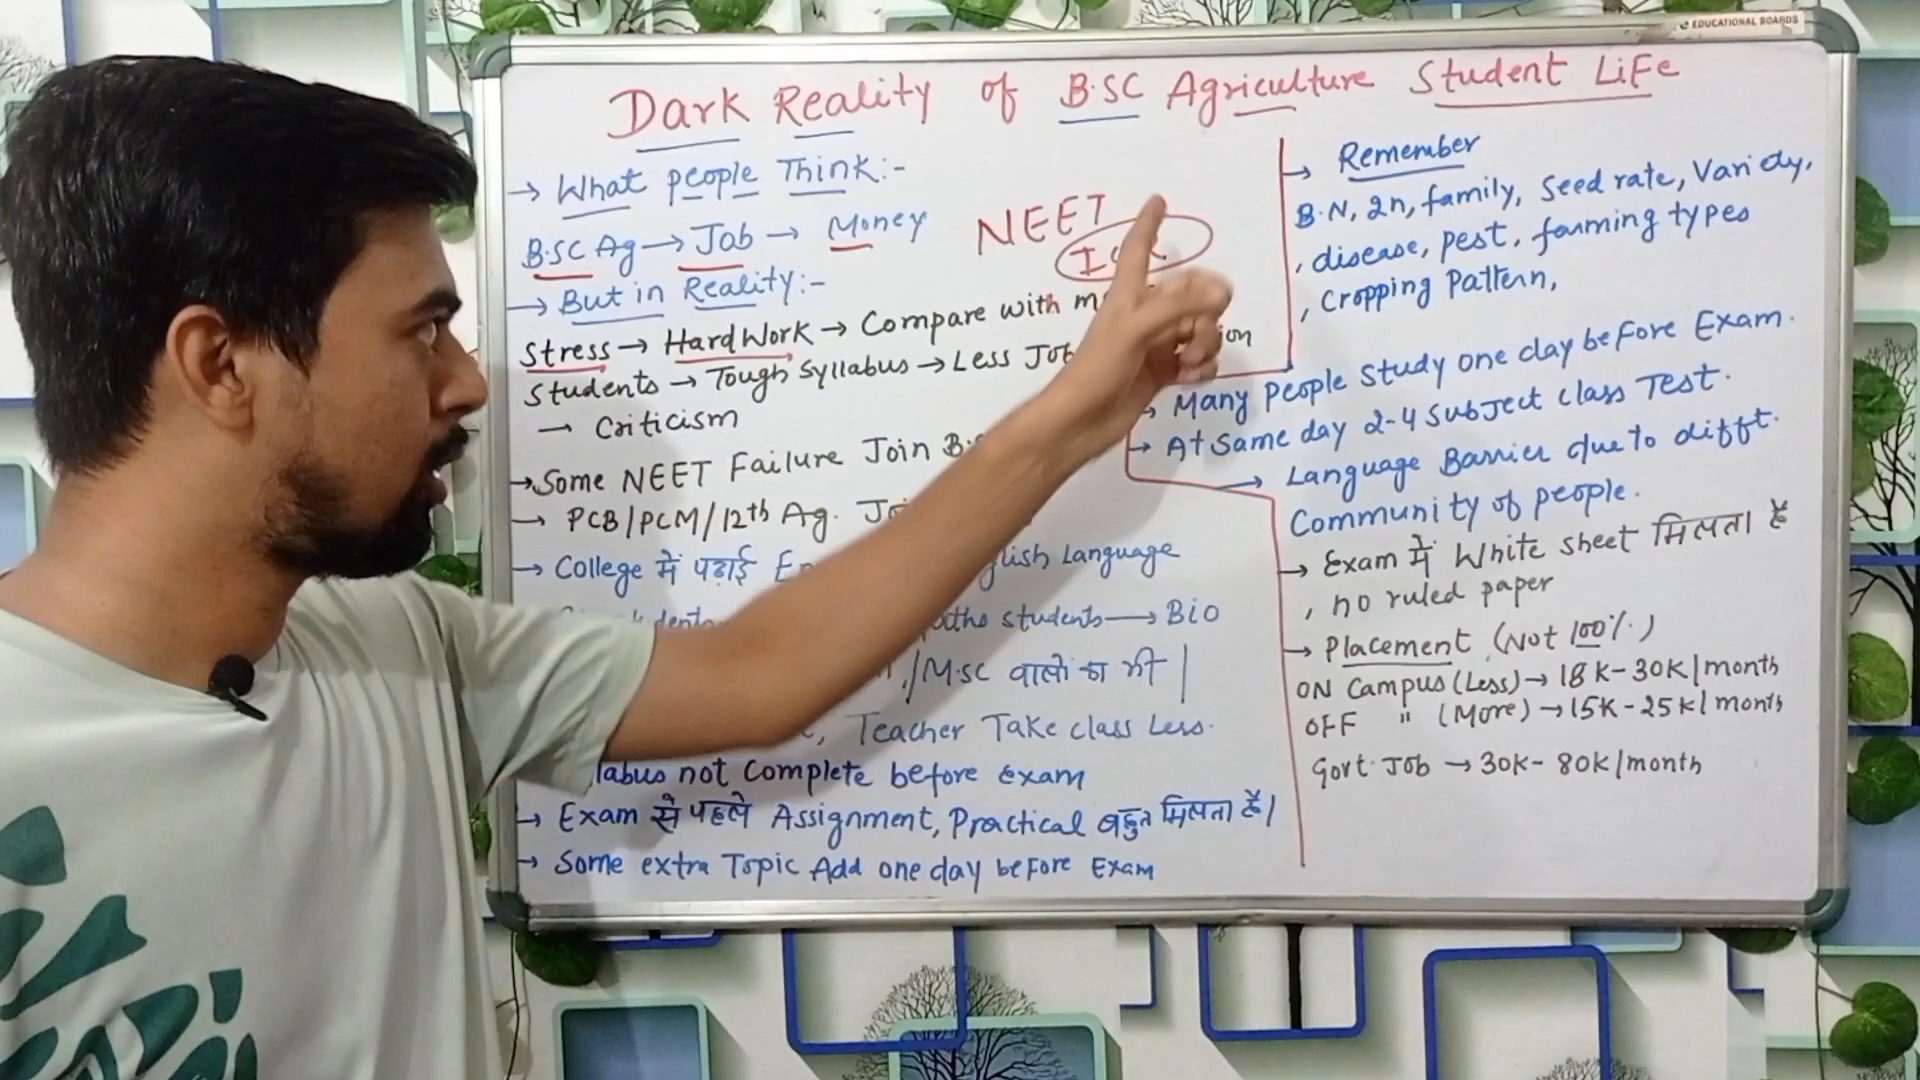 EDUCATIONAL BOARDS
Dark Reality of B.SC Agriculture Student Life
→ What people Think:-
B.SC Ag → Job → Money
NEET
→ But in Reality:-
Stress → Hard Work → Compare with
Students → Tough Syllabus → Less Job
→ Criticism
→ Some NEET Failure Join
→ PCB/PCM/12th Ag.
→ College में पढ़ाई
Language
students → Bio
/M.sc वालो का भी |
, Teacher Take class Less.
not Complete before Exam
→ Exam से पहले Assignment, Practical बहुत मिलता है|
→ Some extra Topic Add one day before Exam
→ Remember
B.N, 2n, family, Seed rate, Variety,
, disease, pest, farming types
, Cropping Pattern,
→ Many People Study one day before Exam.
→ At Same day 2-4 Subject Class Test.
→ Language Barrier due to difft.
Community of people.
→ Exam में White sheet मिलता है
, no ruled paper
→ Placement (Not 100%.)
ON Campus (Less) → 18K-30K/month
OFF " (More) → 15K-25K/month
Govt. Job → 30K-80K/month